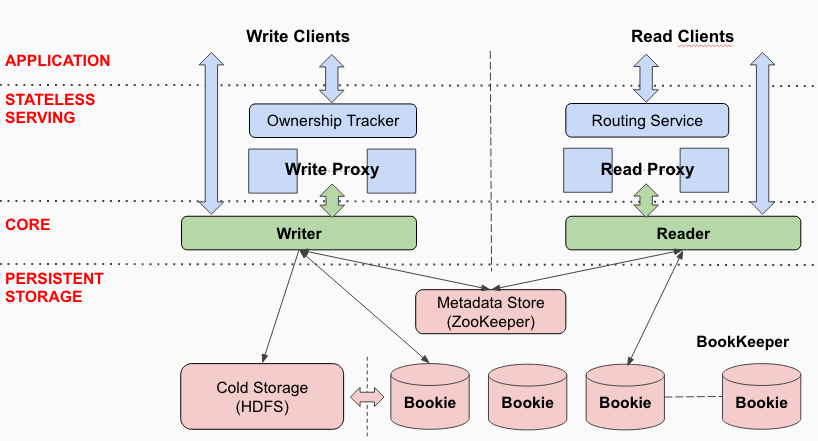 Write Clients
Read Clients
APPLICATION
STATELESS
SERVING
Ownership Tracker
Routing Service
Write Proxy
Read Proxy
CORE
Writer
Reader
PERSISTENT
STORAGE
Metadata Store
(ZooKeeper)
BookKeeper
Cold Storage
(HDFS)
Bookie
Bookie
Bookie
Bookie